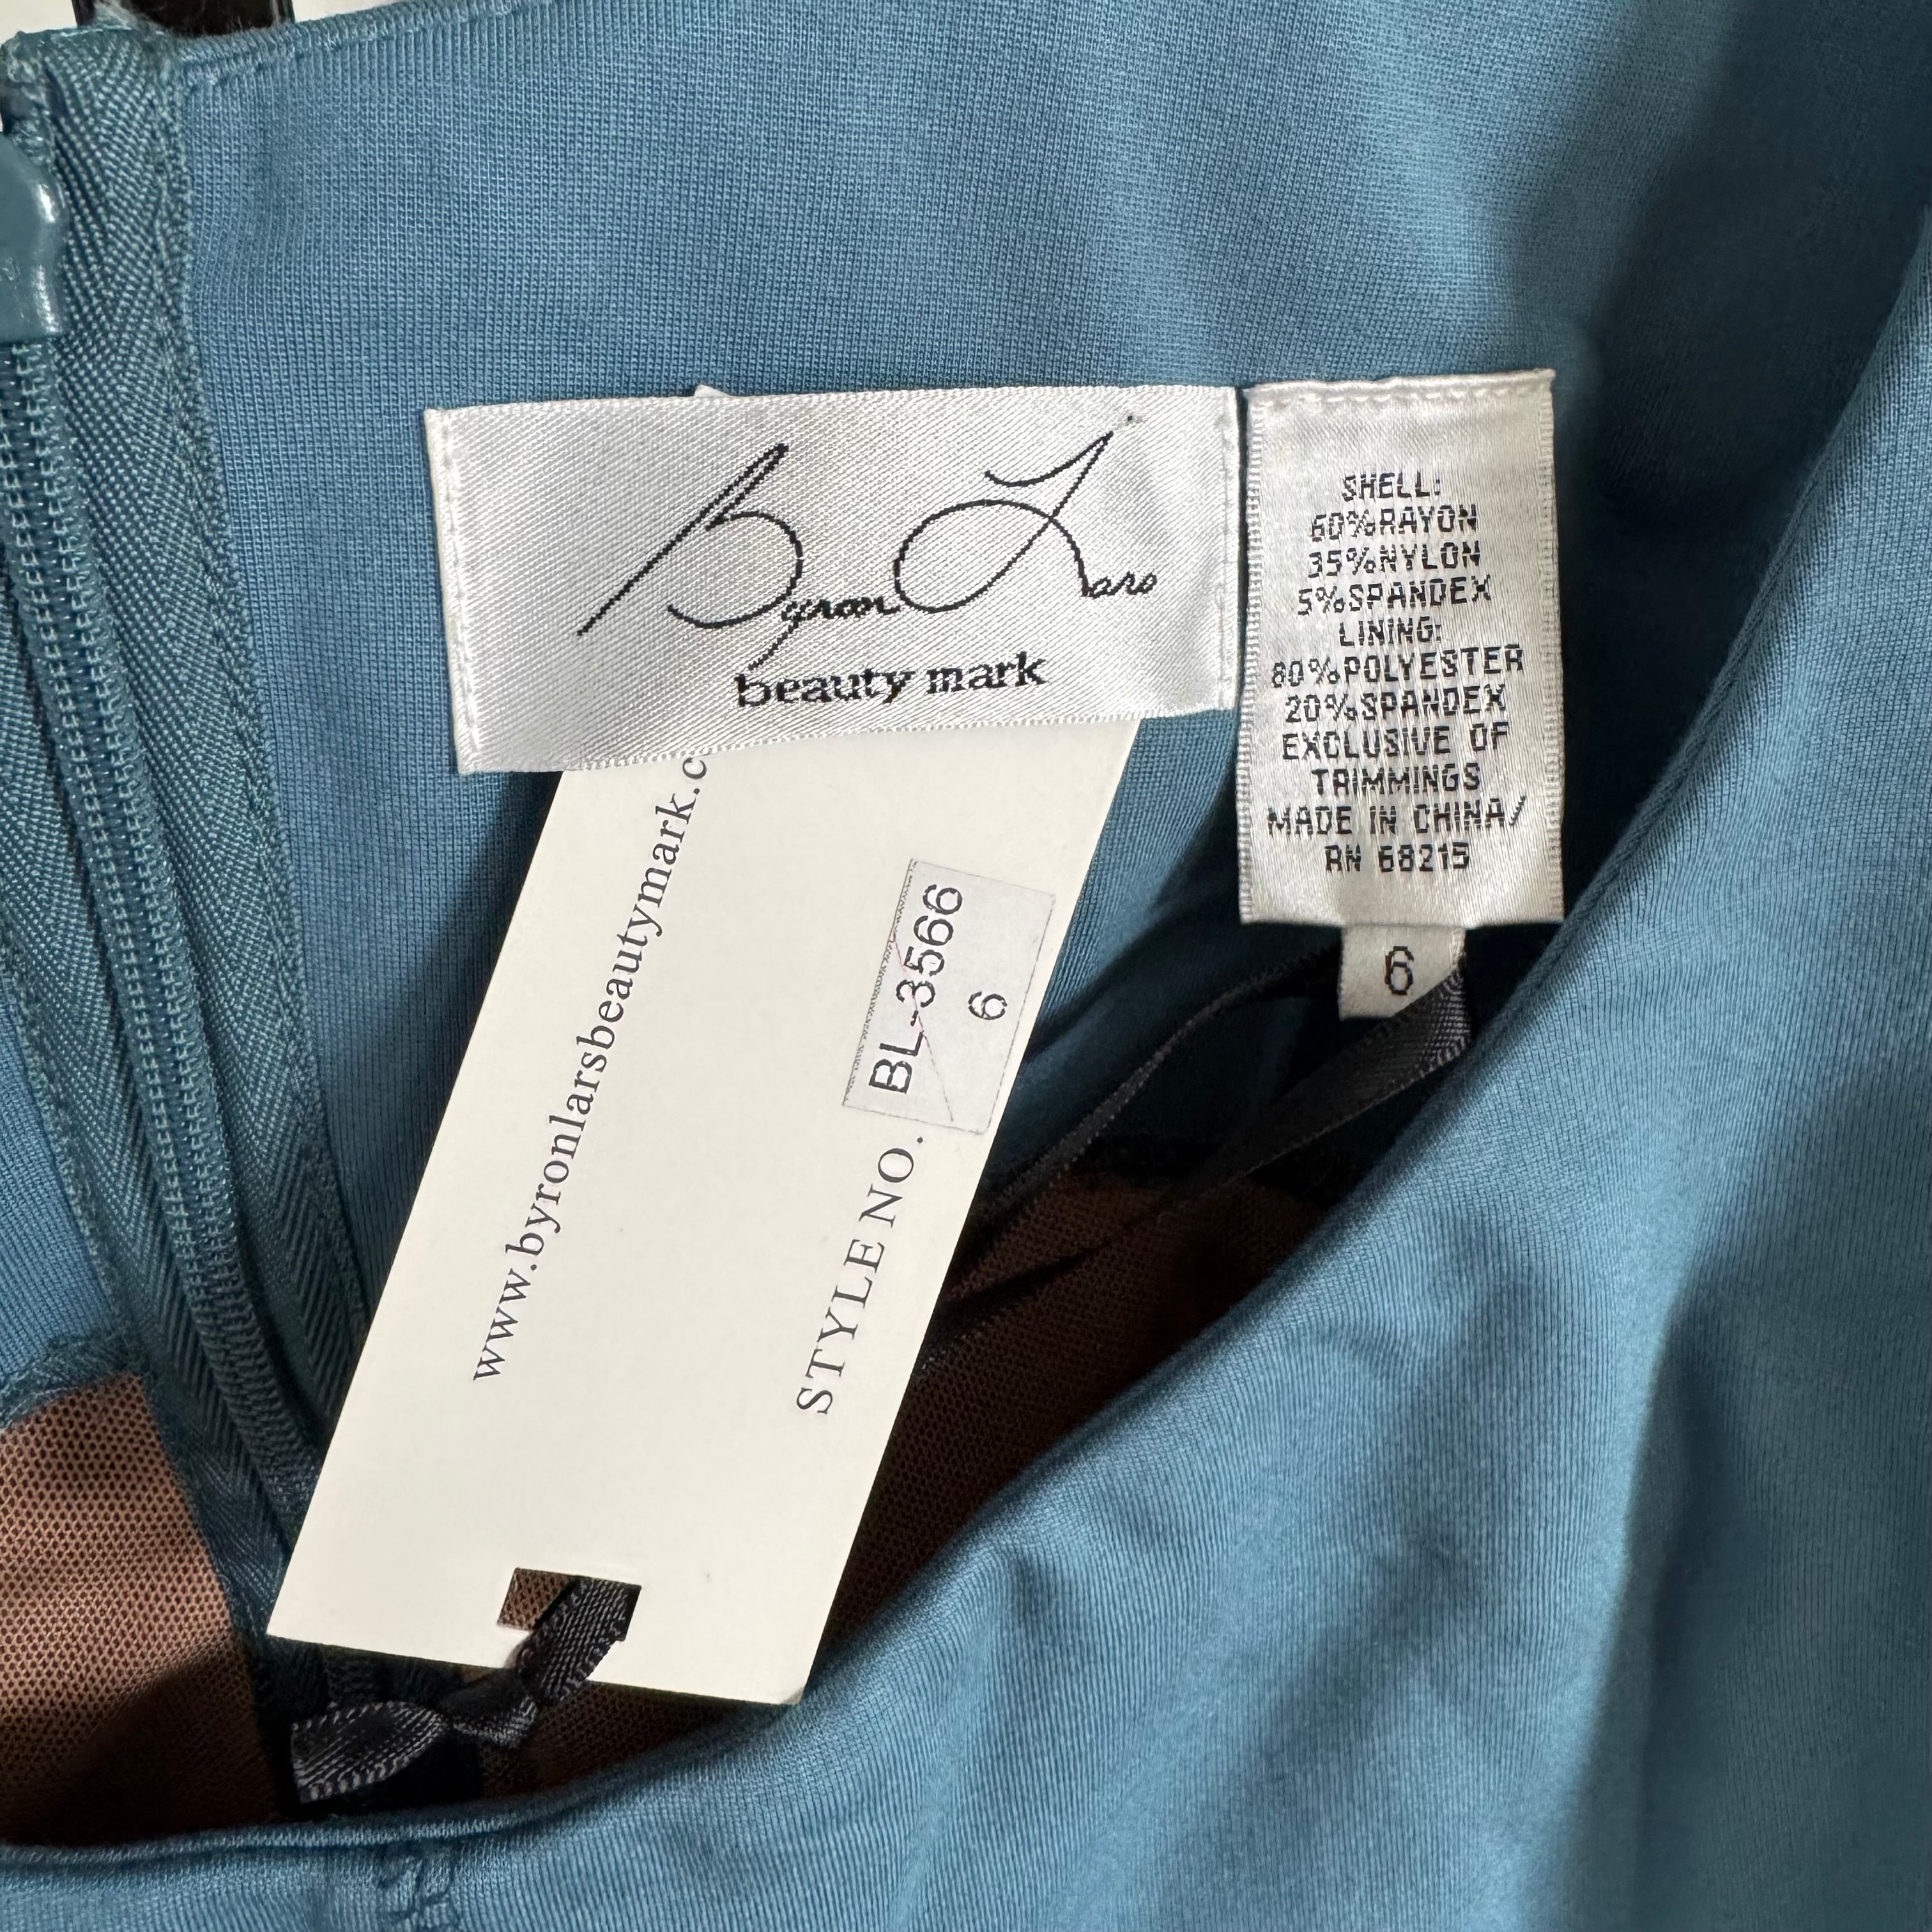 Byron Lars
beauty mark
SHELL:
60%RAYON
35%NYLON
5%SPANDEX
LINING:
80%POLYESTER
20%SPANDEX
EXCLUSIVE OF
TRIMMINGS
MADE IN CHINA/
RN 68215
6
www.byronlarsbeautymark.c
STYLE NO. BL-3566
6